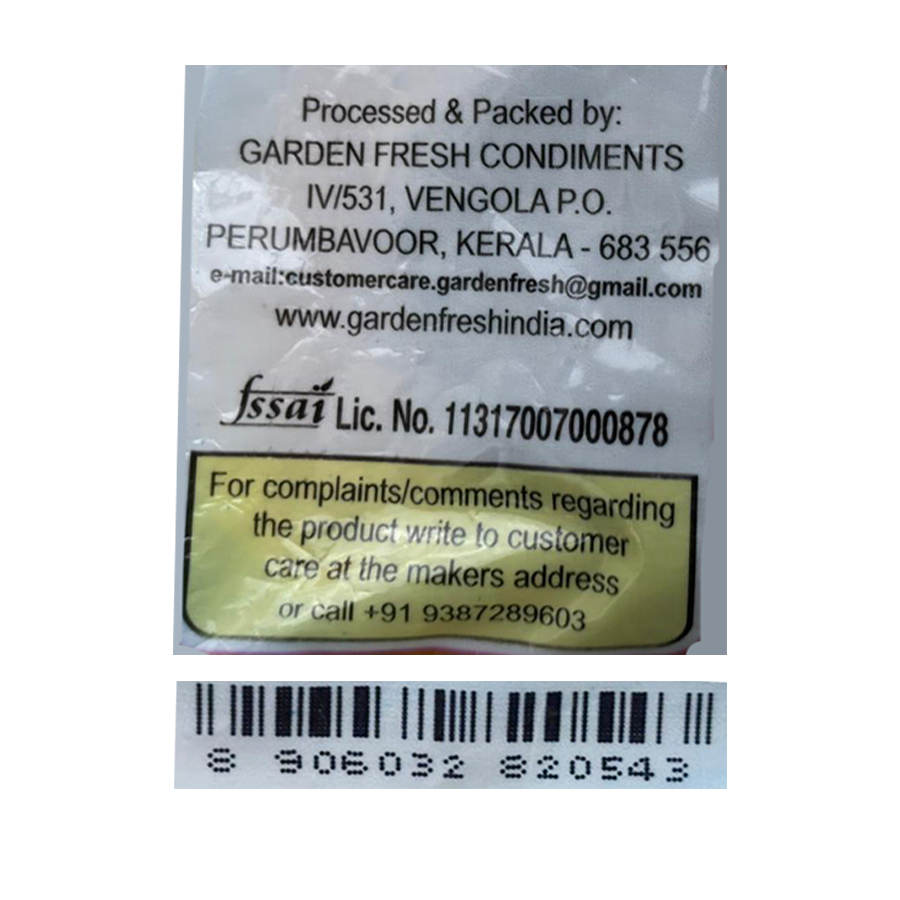 Processed & Packed by:
GARDEN FRESH CONDIMENTS
IV/531, VENGOLA P.O.
PERUMBAVOOR, KERALA - 683 556
e-mail:customercare.gardenfresh@gmail.com
www.gardenfreshindia.com
fssai Lic. No. 11317007000878
For complaints/comments regarding
the product write to customer
care at the makers address
or call +91 9387289603
8 906032 820543